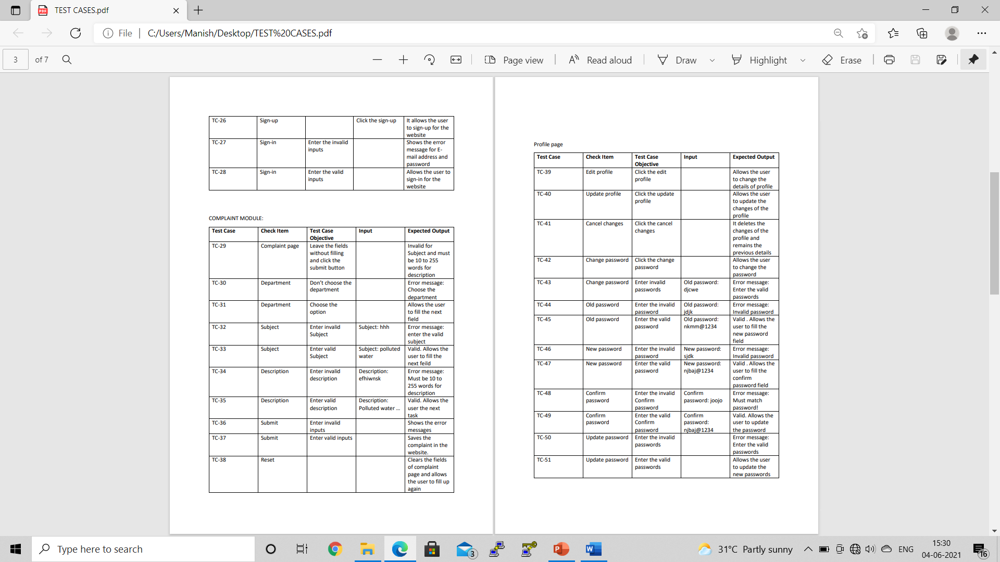 TEST CASES.pdf
File
C:/Users/Manish/Desktop/TEST%20CASES.pdf
3 of 7
Page view
Read aloud
Draw
Highlight
Erase
TC-26 Sign-up Click the sign-up It allows the user
to sign-up for the
website
TC-27 Sign-in Enter the invalid Shows the error
inputs message for E-
mail address and
password
TC-28 Sign-in Enter the valid Allows the user to
inputs sign-in for the
website
COMPLAINT MODULE:
Test Case Check Item Test Case Input Expected Output
Objective
TC-29 Complaint page Leave the fields Invalid for
without filling Subject and must
and click the be 10 to 255
submit button words for
description
TC-30 Department Don't choose the Error message:
department Choose the
department
TC-31 Department Choose the Allows the user
option to fill the next
field
TC-32 Subject Enter invalid Subject: hhh Error message:
Subject enter the valid
subject
TC-33 Subject Enter valid Subject: polluted Valid. Allows the
Subject water user to fill the
next feild
TC-34 Description Enter invalid Description: Error message:
description efhiwnsk Must be 10 to
255 words for
description
TC-35 Description Enter valid Description: Valid. Allows the
description Polluted water ... user the next
task
TC-36 Submit Enter invalid Shows the error
inputs messages
TC-37 Submit Enter valid inputs Saves the
complaint in the
website.
TC-38 Reset Clears the fields
of complaint
page and allows
the user to fill up
again
Profile page
Test Case Check Item Test Case Input Expected Output
Objective
TC-39 Edit profile Click the edit Allows the user
profile to change the
details of profile
TC-40 Update profile Click the update Allows the user
profile to update the
changes of the
profile
TC-41 Cancel changes Click the cancel It deletes the
changes changes of the
profile and
remains the
previous details
TC-42 Change password Click the change Allows the user
password to change the
password
TC-43 Change password Enter invalid Old password: Error message:
passwords djcwe Enter the valid
passwords
TC-44 Old password Enter the invalid Old password: Error message:
password jdjk Invalid password
TC-45 Old password Enter the valid Old password: Valid . Allows the
password nkmm@1234 user to fill the
new password
field
TC-46 New password Enter the invalid New password: Error message:
password sjdk Invalid password
TC-47 New password Enter the valid New password: Valid . Allows the
password njbaj@1234 user to fill the
confirm
password field
TC-48 Confirm Enter the invalid Confirm Error message:
password Confirm password: joojo Must match
password password!
TC-49 Confirm Enter the valid Confirm Valid. Allows the
password Confirm password: user to update
password njbaj@1234 the password
TC-50 Update password Enter the invalid Error message:
passwords Enter the valid
passwords
TC-51 Update password Enter the valid Allows the user
passwords to update the
new passwords
Type here to search
3
31°C Partly sunny
ENG
15:30
04-06-2021
16